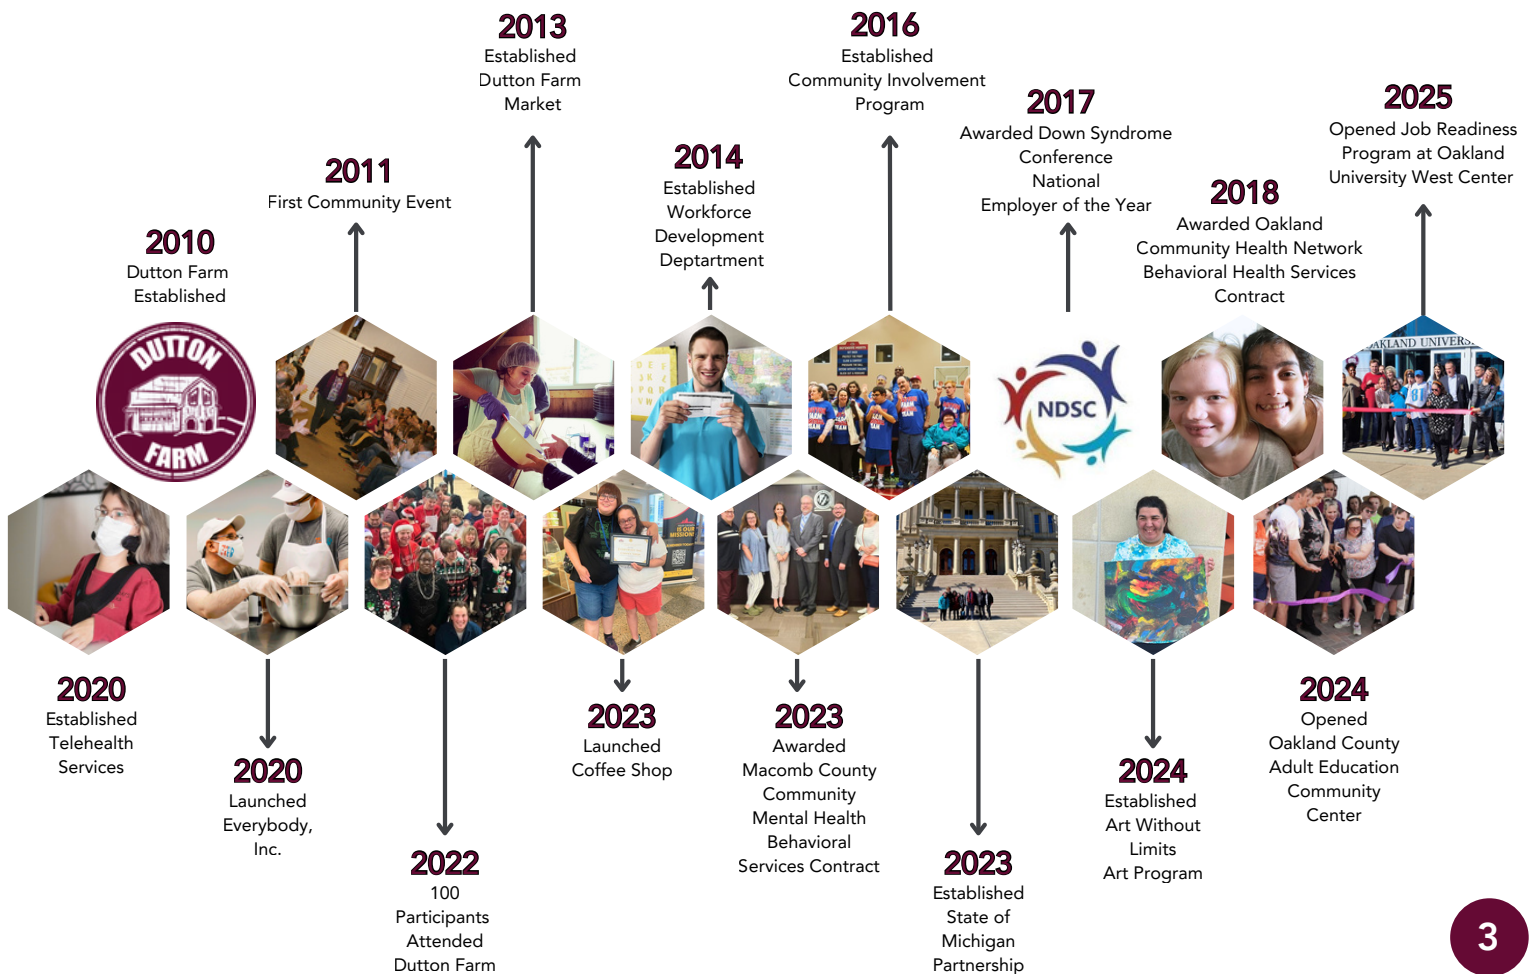 2013
Established
Dutton Farm
Market
2016
Established
Community Involvement
Program
2017
Awarded Down Syndrome
Conference
National
Employer of the Year
2025
Opened Job Readiness
Program at Oakland
University West Center
2011
First Community Event
2014
Established
Workforce
Development
Deptartment
2018
Awarded Oakland
Community Health Network
Behavioral Health Services
Contract
2010
Dutton Farm
Established
DUTTON
FARM
NDSC
OAKLAND UNIVERS
IS OUR
MISSION!
2020
Established
Telehealth
Services
2020
Launched
Everybody,
Inc.
2022
100
Participants
Attended
Dutton Farm
2023
Launched
Coffee Shop
2023
Awarded
Macomb County
Community
Mental Health
Behavioral
Services Contract
2023
Established
State of
Michigan
Partnership
2024
Established
Art Without
Limits
Art Program
2024
Opened
Oakland County
Adult Education
Community
Center
3